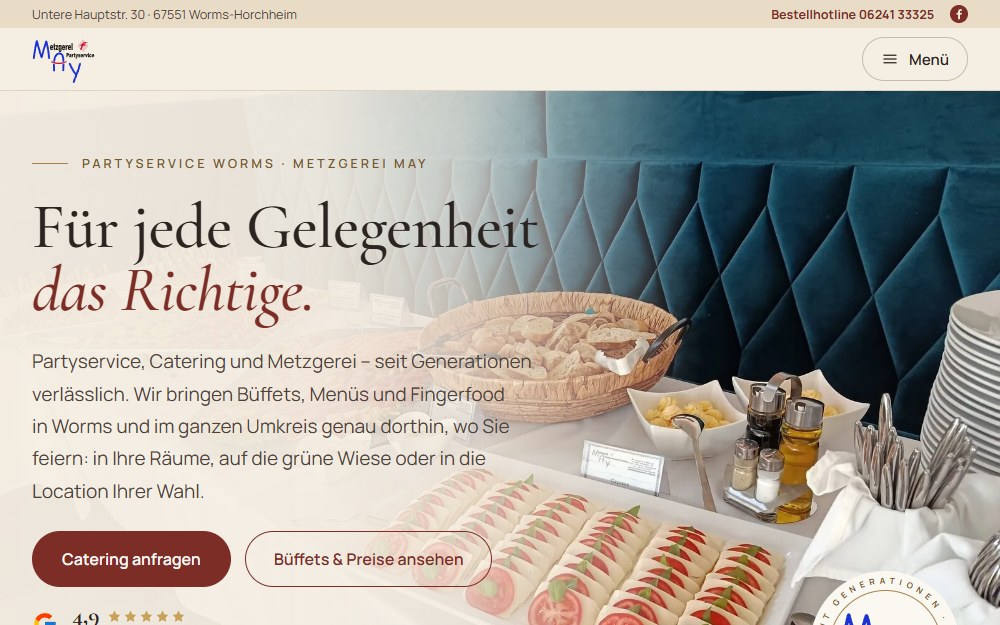 Untere Hauptstr. 30 · 67551 Worms-Horchheim
Bestellhotline 06241 33325
Metzgerei
Partyservice
May
Menü
PARTYSERVICE WORMS · METZGEREI MAY
Für jede Gelegenheit
das Richtige.
Partyservice, Catering und Metzgerei – seit Generationen
verlässlich. Wir bringen Büffets, Menüs und Fingerfood
in Worms und im ganzen Umkreis genau dorthin, wo Sie
feiern: in Ihre Räume, auf die grüne Wiese oder in die
Location Ihrer Wahl.
Catering anfragen
Büffets & Preise ansehen
4,9
GENERATIONEN